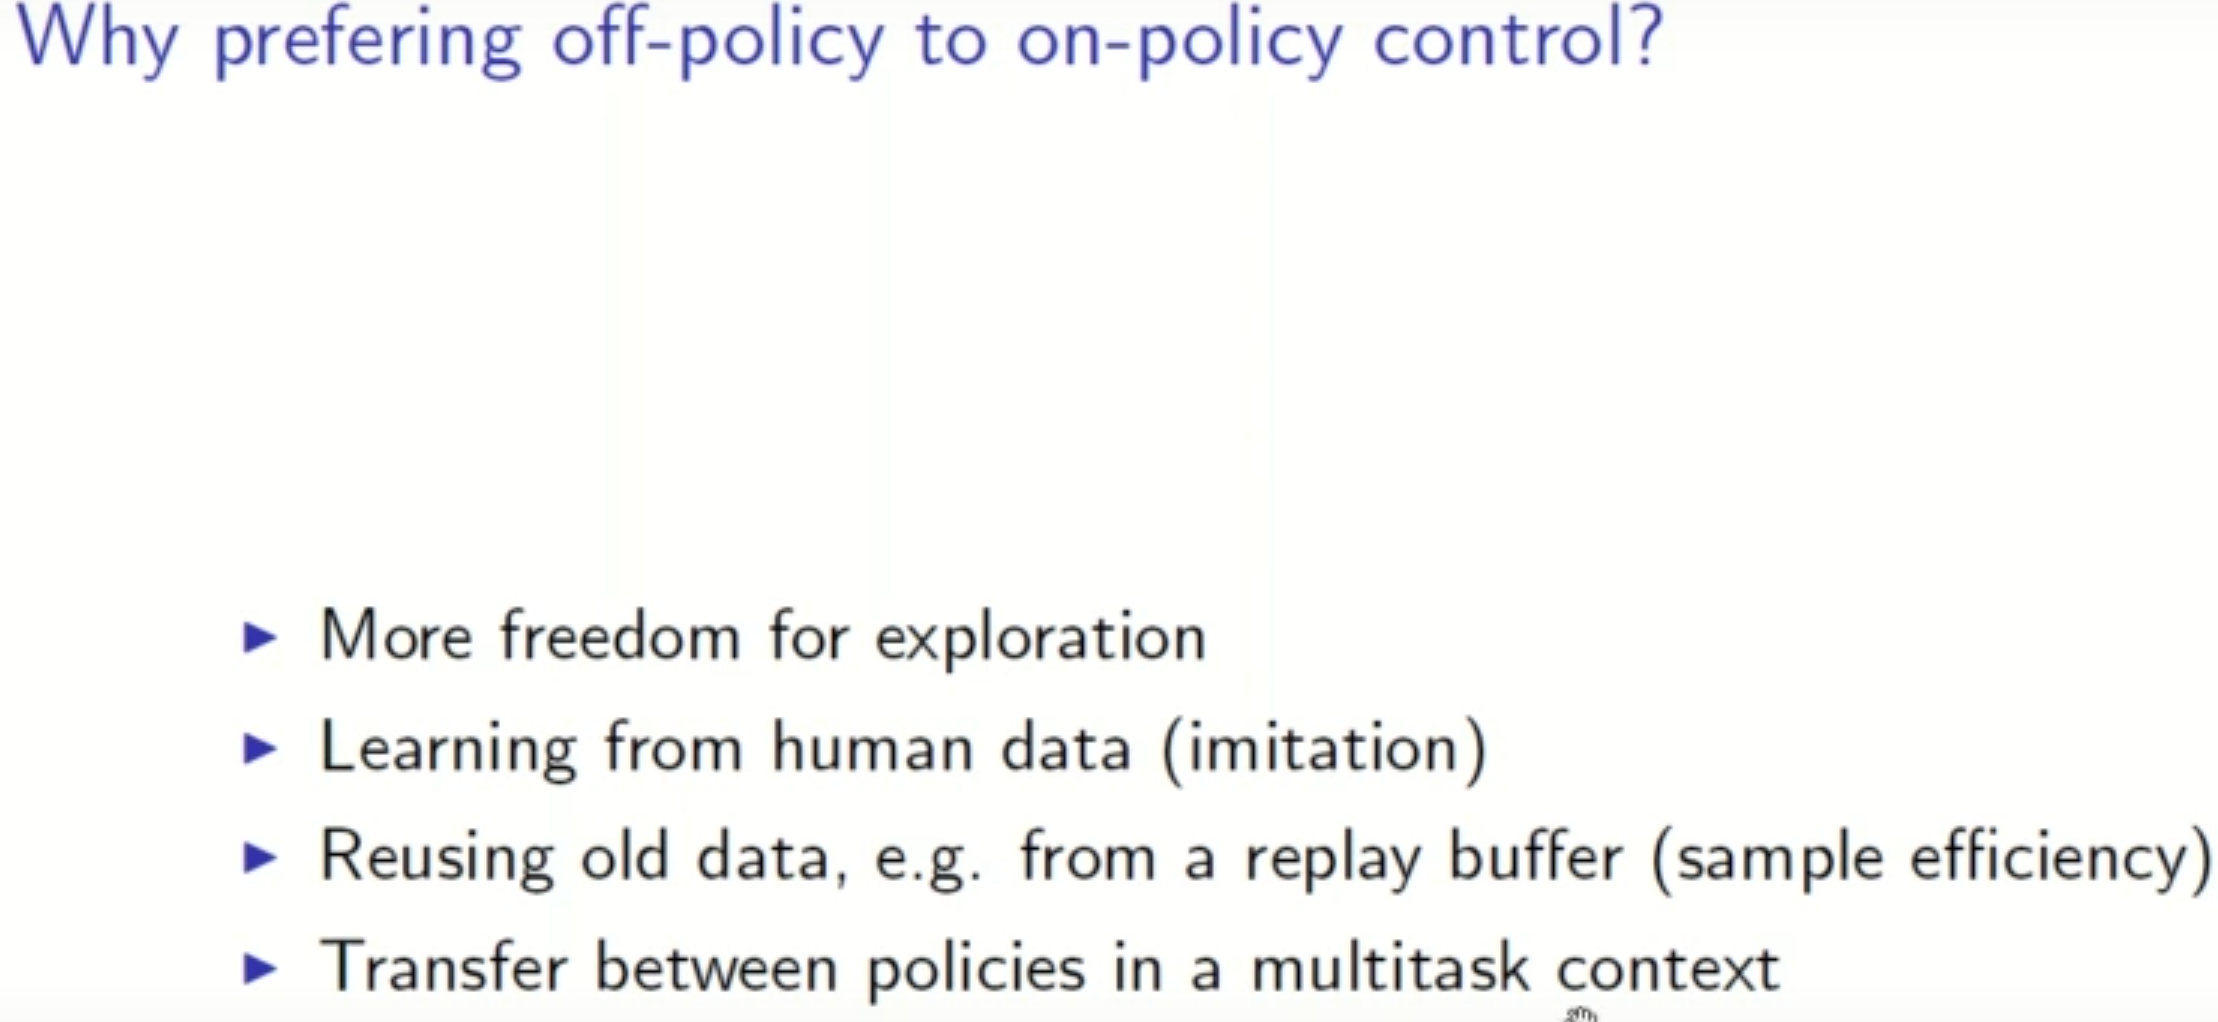 Why prefering off-policy to on-policy control?
▶ More freedom for exploration
▶ Learning from human data (imitation)
▶ Reusing old data, e.g. from a replay buffer (sample efficiency)
▶ Transfer between policies in a multitask context